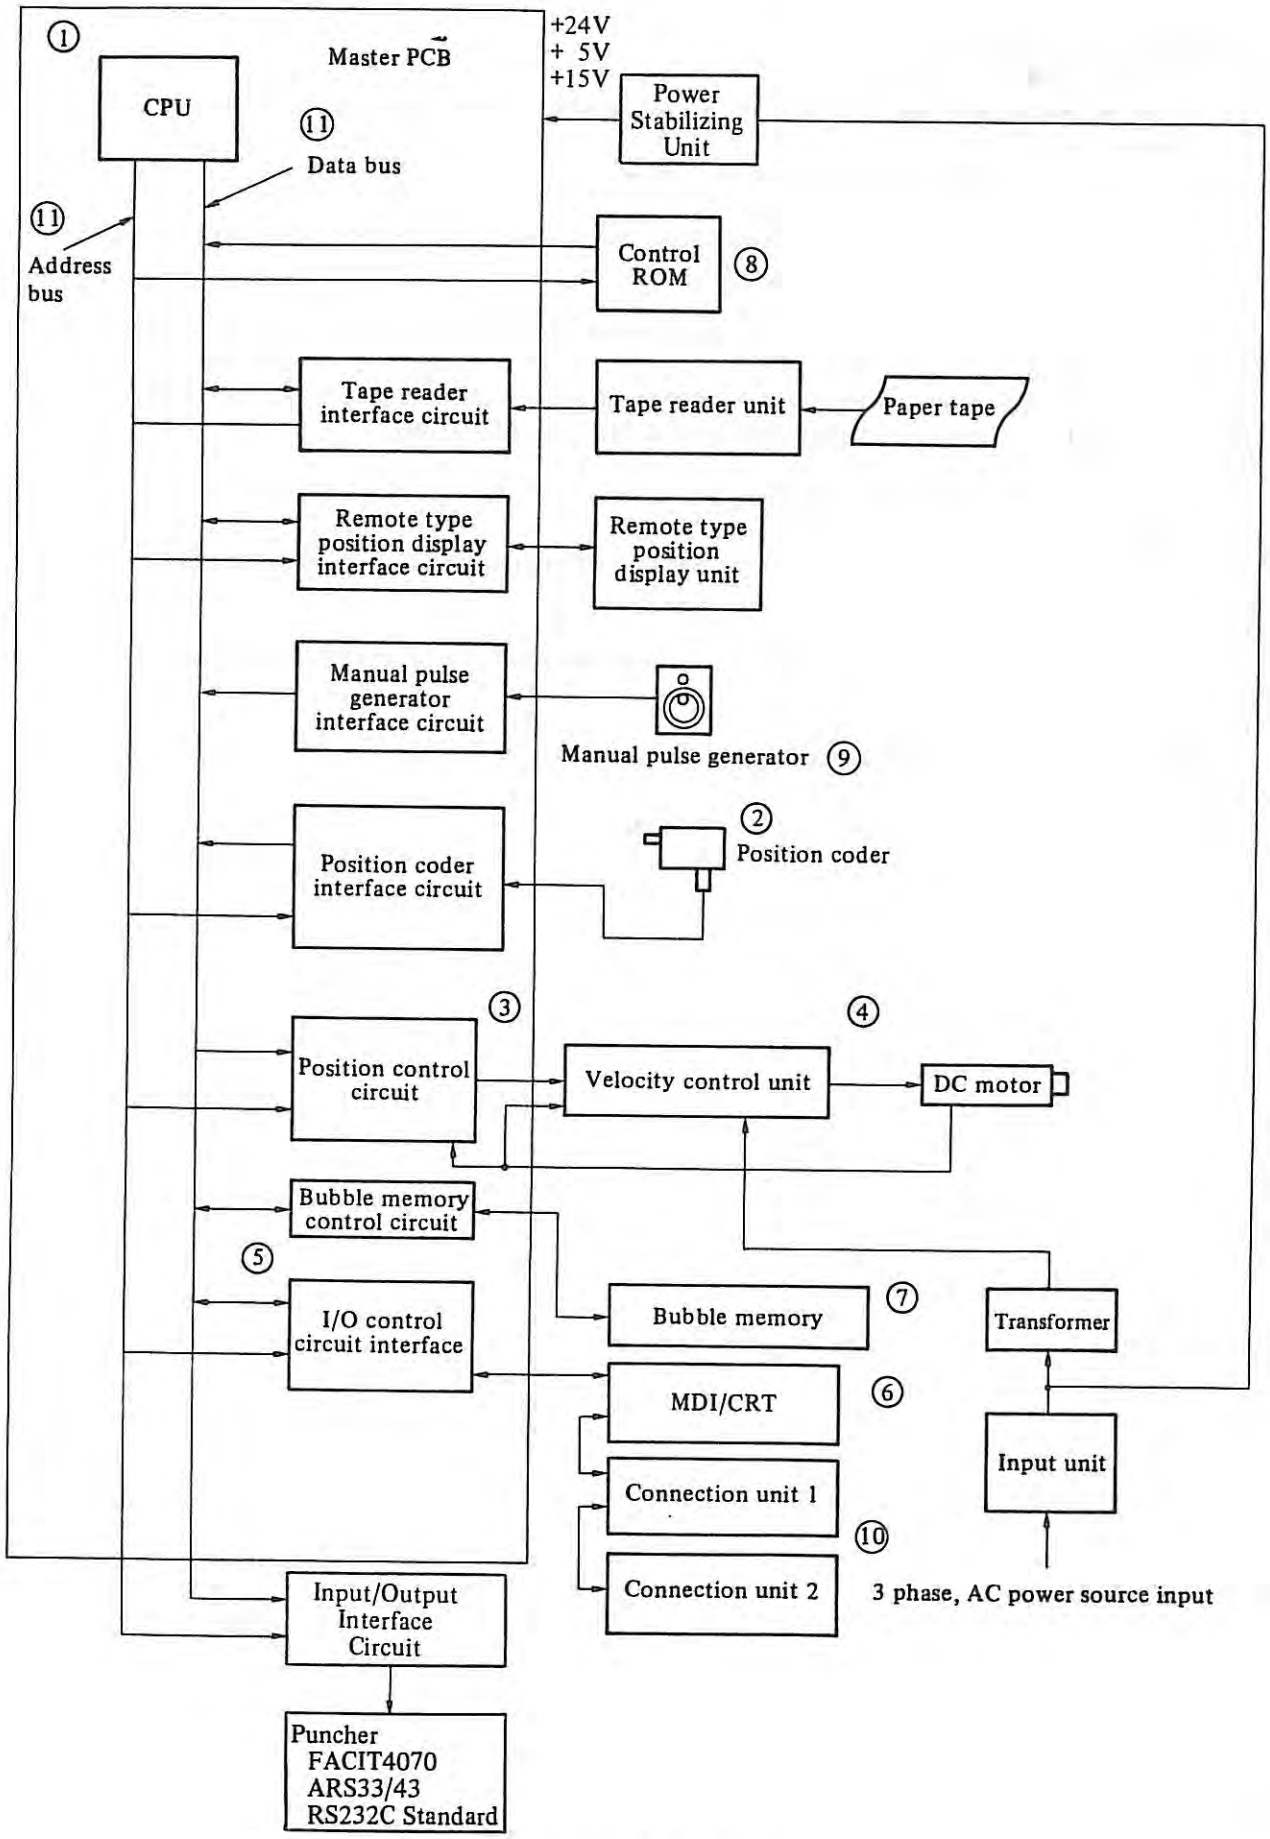 ①
Master PCB
+24V
+ 5V
+15V
CPU
Power
Stabilizing
Unit
⑪
Data bus
⑪
Address
bus
Control
ROM
⑧
Tape reader
interface circuit
Tape reader unit
Paper tape
Remote type
position display
interface circuit
Remote type
position
display unit
Manual pulse
generator
interface circuit
Manual pulse generator ⑨
②
Position coder
Position coder
interface circuit
③
④
Position control
circuit
Velocity control unit
DC motor
Bubble memory
control circuit
⑤
I/O control
circuit interface
Bubble memory
⑦
Transformer
MDI/CRT
⑥
Input unit
Connection unit 1
⑩
Connection unit 2
3 phase, AC power source input
Input/Output
Interface
Circuit
Puncher
FACIT4070
ARS33/43
RS232C Standard